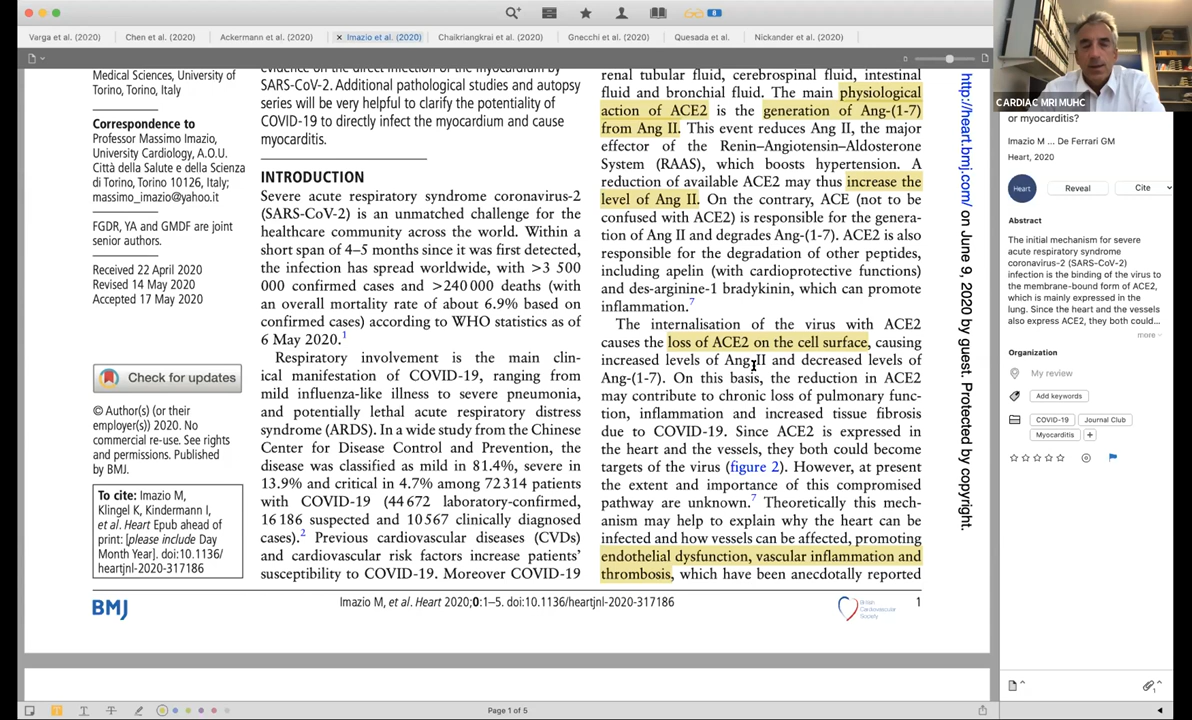 8
Varga et al. (2020)
Chen et al. (2020)
Ackermann et al. (2020)
× Imazio et al. (2020)
Chaikriangkrai et al. (2020)
Gnecchi et al. (2020)
Quesada et al.
Nickander et al. (2020)
Medical Sciences, University of
Torino, Torino, Italy
Correspondence to
Professor Massimo Imazio,
University Cardiology, A.O.U.
Città della Salute e della Scienza
di Torino, Torino 10126, Italy;
massimo_imazio@yahoo.it
FGDR, YA and GMDF are joint
senior authors.
Received 22 April 2020
Revised 14 May 2020
Accepted 17 May 2020
Check for updates
© Author(s) (or their
employer(s)) 2020. No
commercial re-use. See rights
and permissions. Published
by BMJ.
To cite: Imazio M,
Klingel K, Kindermann I,
et al. Heart Epub ahead of
print: [please include Day
Month Year]. doi:10.1136/
heartjnl-2020-317186
evidence on the direct infection of the myocardium by
SARS-CoV-2. Additional pathological studies and autopsy
series will be very helpful to clarify the potentiality of
COVID-19 to directly infect the myocardium and cause
myocarditis.
INTRODUCTION
Severe acute respiratory syndrome coronavirus-2
(SARS-CoV-2) is an unmatched challenge for the
healthcare community across the world. Within a
short span of 4–5 months since it was first detected,
the infection has spread worldwide, with >3 500
000 confirmed cases and >240 000 deaths (with
an overall mortality rate of about 6.9% based on
confirmed cases) according to WHO statistics as of
6 May 2020.1
Respiratory involvement is the main clin-
ical manifestation of COVID-19, ranging from
mild influenza-like illness to severe pneumonia,
and potentially lethal acute respiratory distress
syndrome (ARDS). In a wide study from the Chinese
Center for Disease Control and Prevention, the
disease was classified as mild in 81.4%, severe in
13.9% and critical in 4.7% among 72 314 patients
with COVID-19 (44 672 laboratory-confirmed,
16 186 suspected and 10 567 clinically diagnosed
cases).2 Previous cardiovascular diseases (CVDs)
and cardiovascular risk factors increase patients'
susceptibility to COVID-19. Moreover COVID-19
renal tubular fluid, cerebrospinal fluid, intestinal
fluid and bronchial fluid. The main physiological
action of ACE2 is the generation of Ang-(1-7)
from Ang II. This event reduces Ang II, the major
effector of the Renin–Angiotensin–Aldosterone
System (RAAS), which boosts hypertension. A
reduction of available ACE2 may thus increase the
level of Ang II. On the contrary, ACE (not to be
confused with ACE2) is responsible for the genera-
tion of Ang II and degrades Ang-(1-7). ACE2 is also
responsible for the degradation of other peptides,
including apelin (with cardioprotective functions)
and des-arginine-1 bradykinin, which can promote
inflammation.7
The internalisation of the virus with ACE2
causes the loss of ACE2 on the cell surface, causing
increased levels of Ang II and decreased levels of
Ang-(1-7). On this basis, the reduction in ACE2
may contribute to chronic loss of pulmonary func-
tion, inflammation and increased tissue fibrosis
due to COVID-19. Since ACE2 is expressed in
the heart and the vessels, they both could become
targets of the virus (figure 2). However, at present
the extent and importance of this compromised
pathway are unknown.7 Theoretically this mech-
anism may help to explain why the heart can be
infected and how vessels can be affected, promoting
endothelial dysfunction, vascular inflammation and
thrombosis, which have been anecdotally reported
http://heart.bmj.com/ on June 9, 2020 by guest. Protected by copyright.
BMJ
Imazio M, et al. Heart 2020;0:1–5. doi:10.1136/heartjnl-2020-317186
British
Cardiovascular
Society
1
Page 1 of 5
CARDIAC MRI MUHC
or myocarditis?
Imazio M ... De Ferrari GM
Heart, 2020
Heart
Reveal
Cite
Abstract
The initial mechanism for severe
acute respiratory syndrome
coronavirus-2 (SARS-CoV-2)
infection is the binding of the virus to
the membrane-bound form of ACE2,
which is mainly expressed in the
lung. Since the heart and the vessels
also express ACE2, they both could...
more
Organization
My review
Add keywords
COVID-19
Journal Club
Myocarditis
+